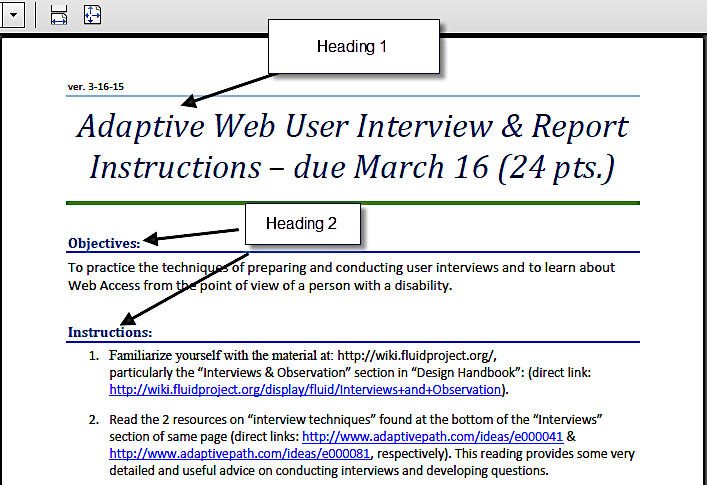 Heading 1
ver. 3-16-15
Adaptive Web User Interview & Report
Instructions – due March 16 (24 pts.)
Heading 2
Objectives:
To practice the techniques of preparing and conducting user interviews and to learn about
Web Access from the point of view of a person with a disability.
Instructions:
1. Familiarize yourself with the material at: http://wiki.fluidproject.org/,
particularly the “Interviews & Observation” section in “Design Handbook”: (direct link:
http://wiki.fluidproject.org/display/fluid/Interviews+and+Observation).
2. Read the 2 resources on “interview techniques” found at the bottom of the “Interviews”
section of same page (direct links: http://www.adaptivepath.com/ideas/e000041 &
http://www.adaptivepath.com/ideas/e000081, respectively). This reading provides some very
detailed and useful advice on conducting interviews and developing questions.